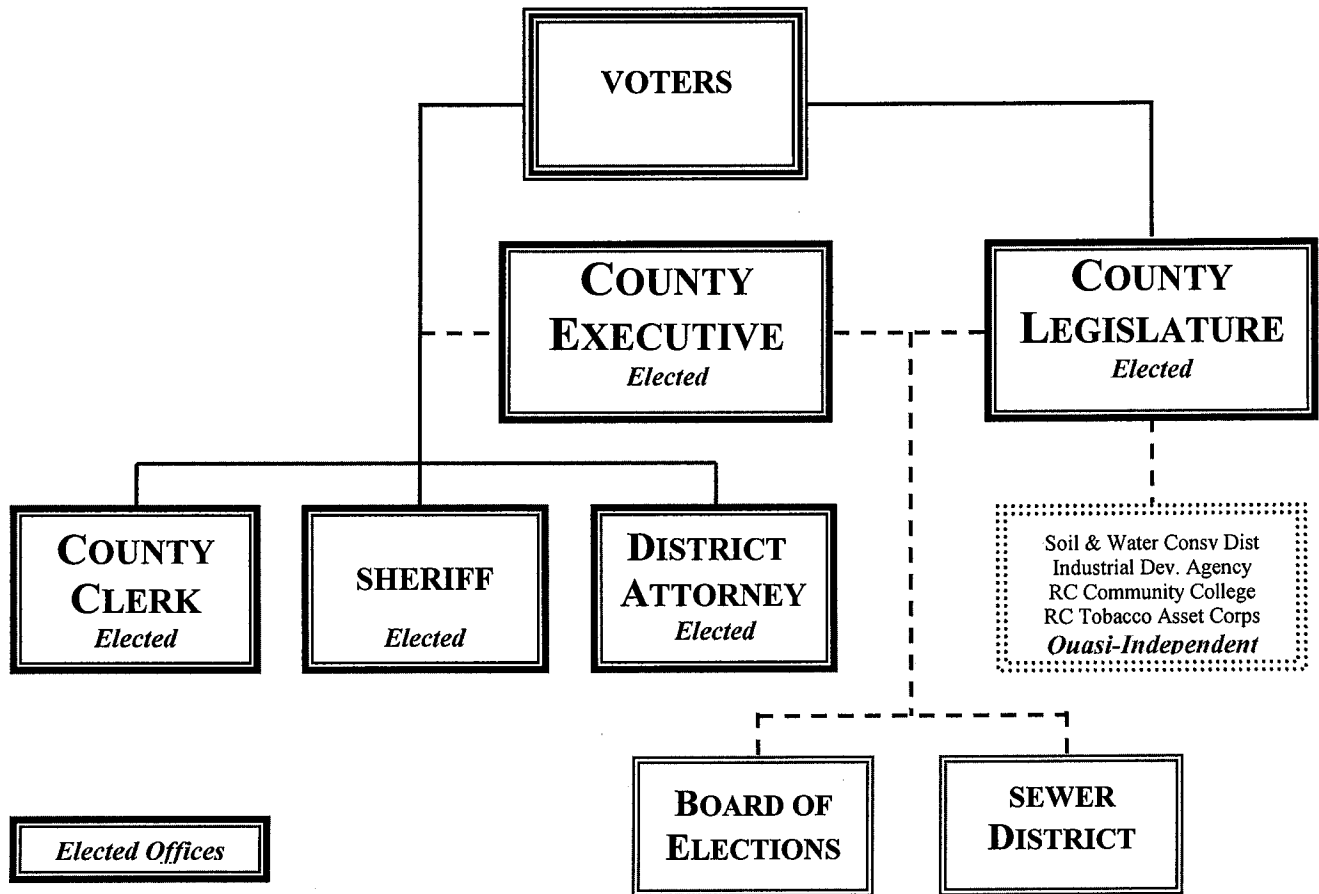 VOTERS
COUNTY
EXECUTIVE
Elected
COUNTY
LEGISLATURE
Elected
COUNTY
CLERK
Elected
SHERIFF
Elected
DISTRICT
ATTORNEY
Elected
Soil & Water Consv Dist
Industrial Dev. Agency
RC Community College
RC Tobacco Asset Corps
Quasi-Independent
BOARD OF
ELECTIONS
SEWER
DISTRICT
Elected Offices